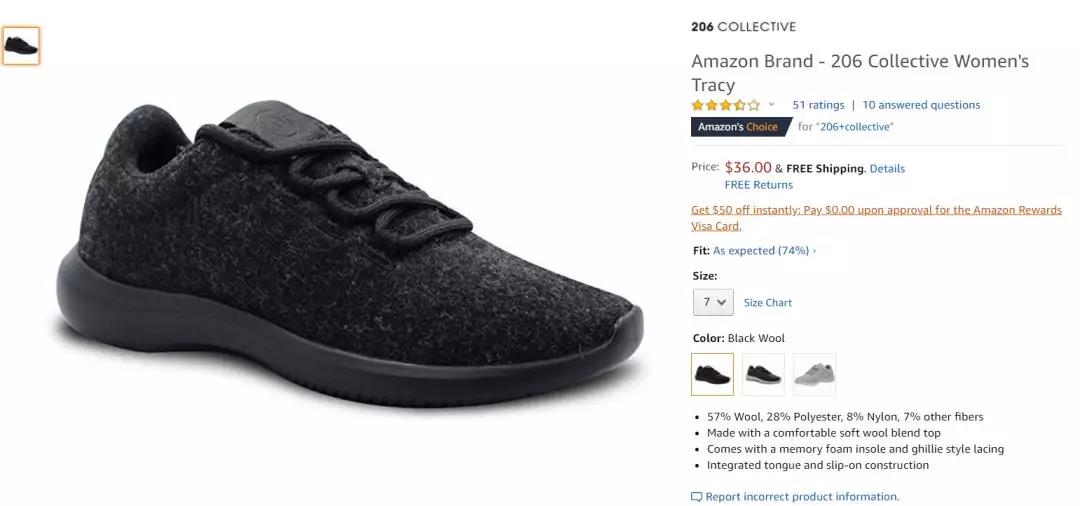 206 COLLECTIVE
Amazon Brand - 206 Collective Women's
Tracy
51 ratings | 10 answered questions
Amazon's Choice for "206+collective"
Price: $36.00 & FREE Shipping. Details
FREE Returns
Get $50 off instantly: Pay $0.00 upon approval for the Amazon Rewards
Visa Card.
Fit: As expected (74%) ›
Size:
7 Size Chart
Color: Black Wool
• 57% Wool, 28% Polyester, 8% Nylon, 7% other fibers
• Made with a comfortable soft wool blend top
• Comes with a memory foam insole and ghillie style lacing
• Integrated tongue and slip-on construction
Report incorrect product information.